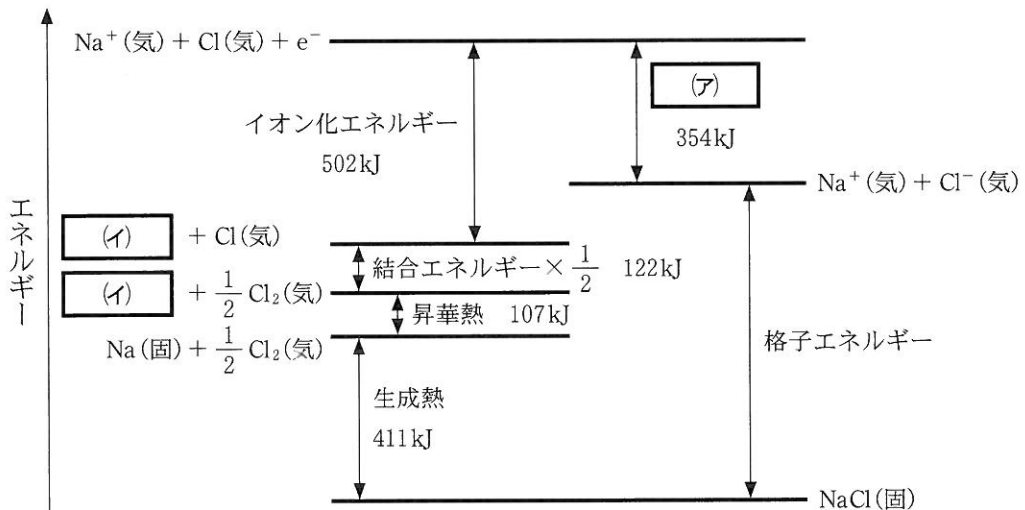 Na⁺(気)+Cl(気)+e⁻
(ア)
イオン化エネルギー
502kJ
354kJ
Na⁺(気)+Cl⁻(気)
エネルギー
(イ) +Cl(気)
結合エネルギー×1/2 122kJ
(イ) +1/2 Cl₂(気)
昇華熱 107kJ
Na(固)+1/2 Cl₂(気)
格子エネルギー
生成熱
411kJ
NaCl(固)